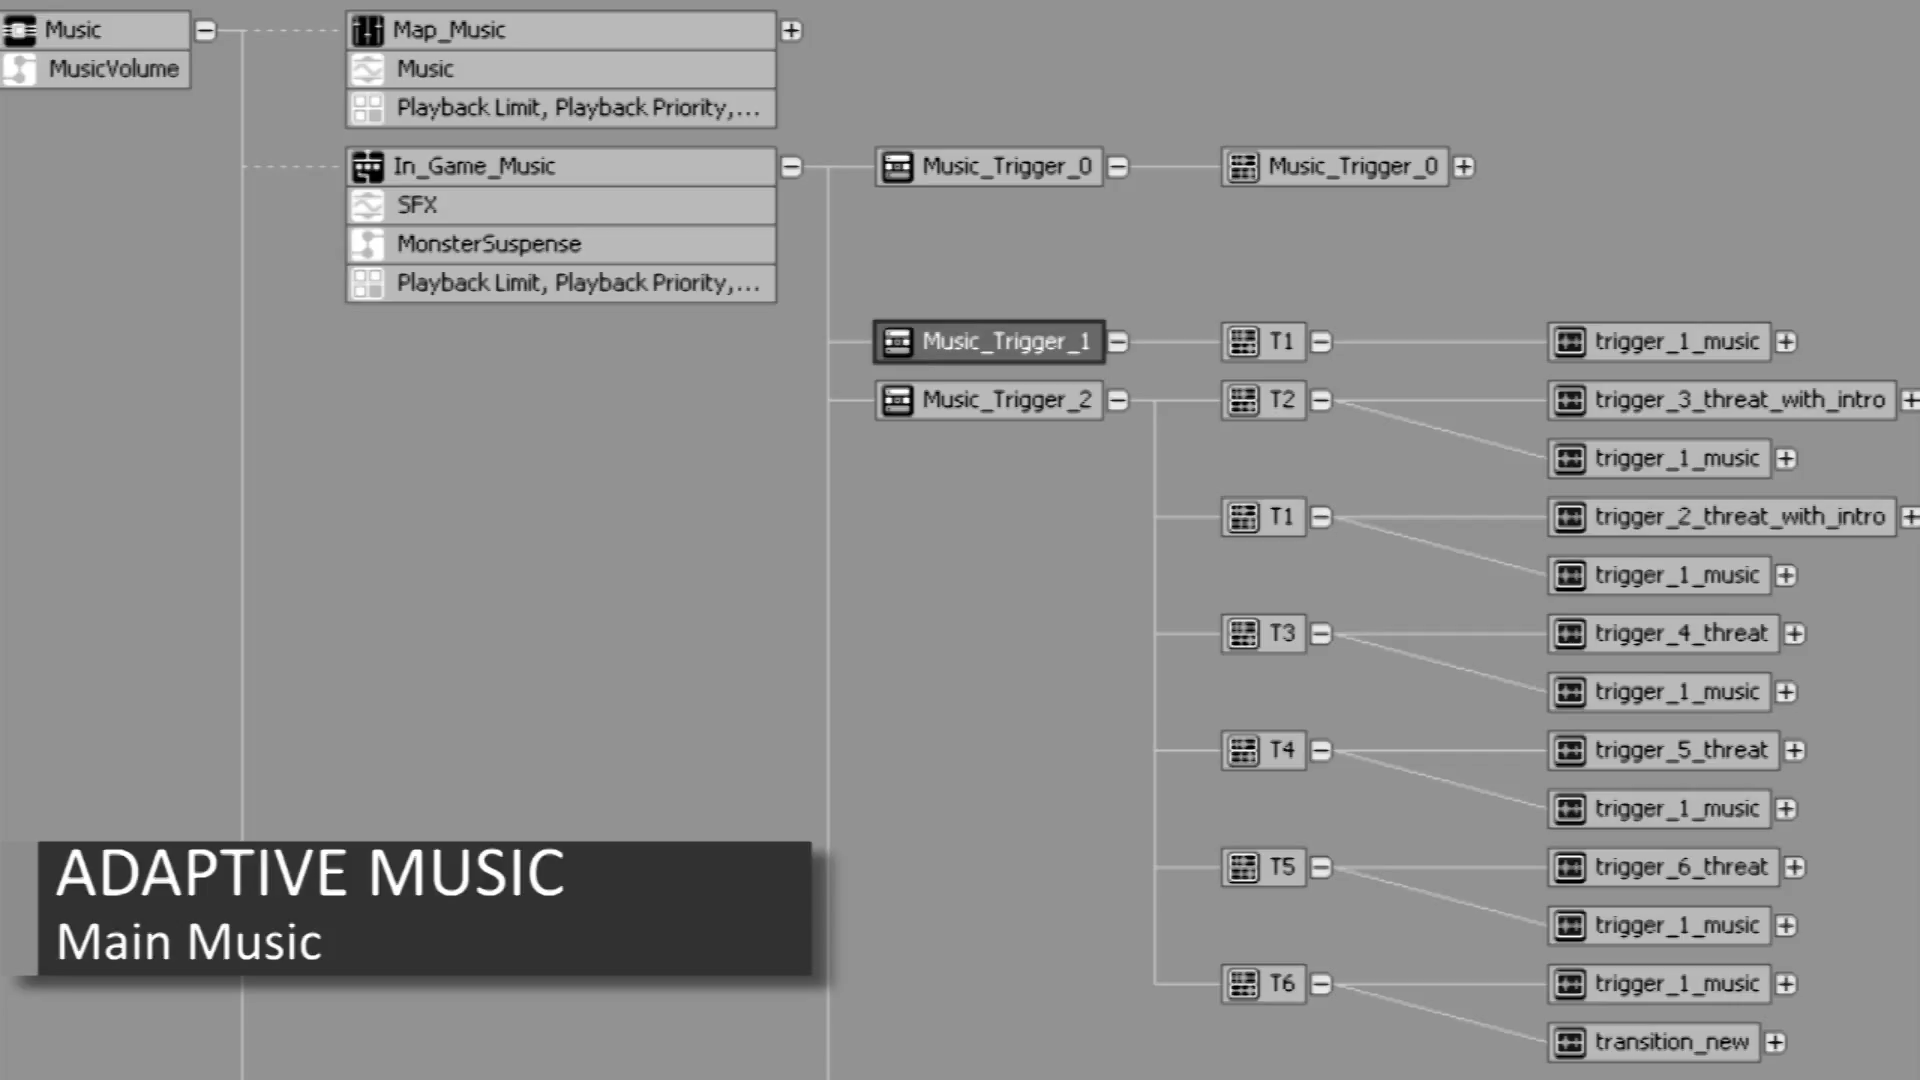 Music
MusicVolume
Map_Music
Music
Playback Limit, Playback Priority,...
In_Game_Music
SFX
MonsterSuspense
Playback Limit, Playback Priority,...
Music_Trigger_0
Music_Trigger_0
Music_Trigger_1
T1
trigger_1_music
Music_Trigger_2
T2
trigger_3_threat_with_intro
trigger_1_music
T1
trigger_2_threat_with_intro
trigger_1_music
T3
trigger_4_threat
trigger_1_music
T4
trigger_5_threat
trigger_1_music
T5
trigger_6_threat
trigger_1_music
T6
trigger_1_music
transition_new
ADAPTIVE MUSIC
Main Music